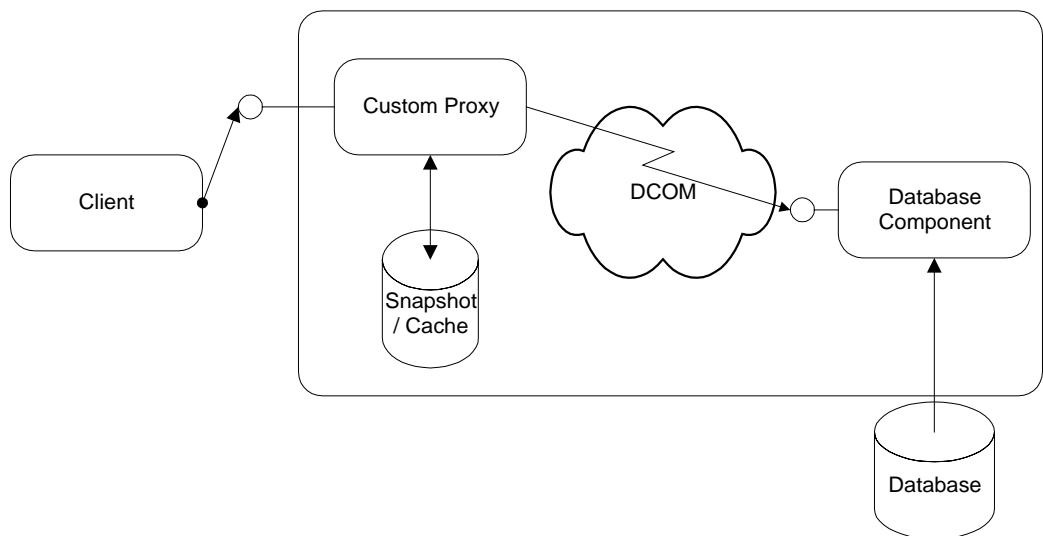 Custom Proxy
Client
DCOM
Database
Component
Snapshot
/ Cache
Database